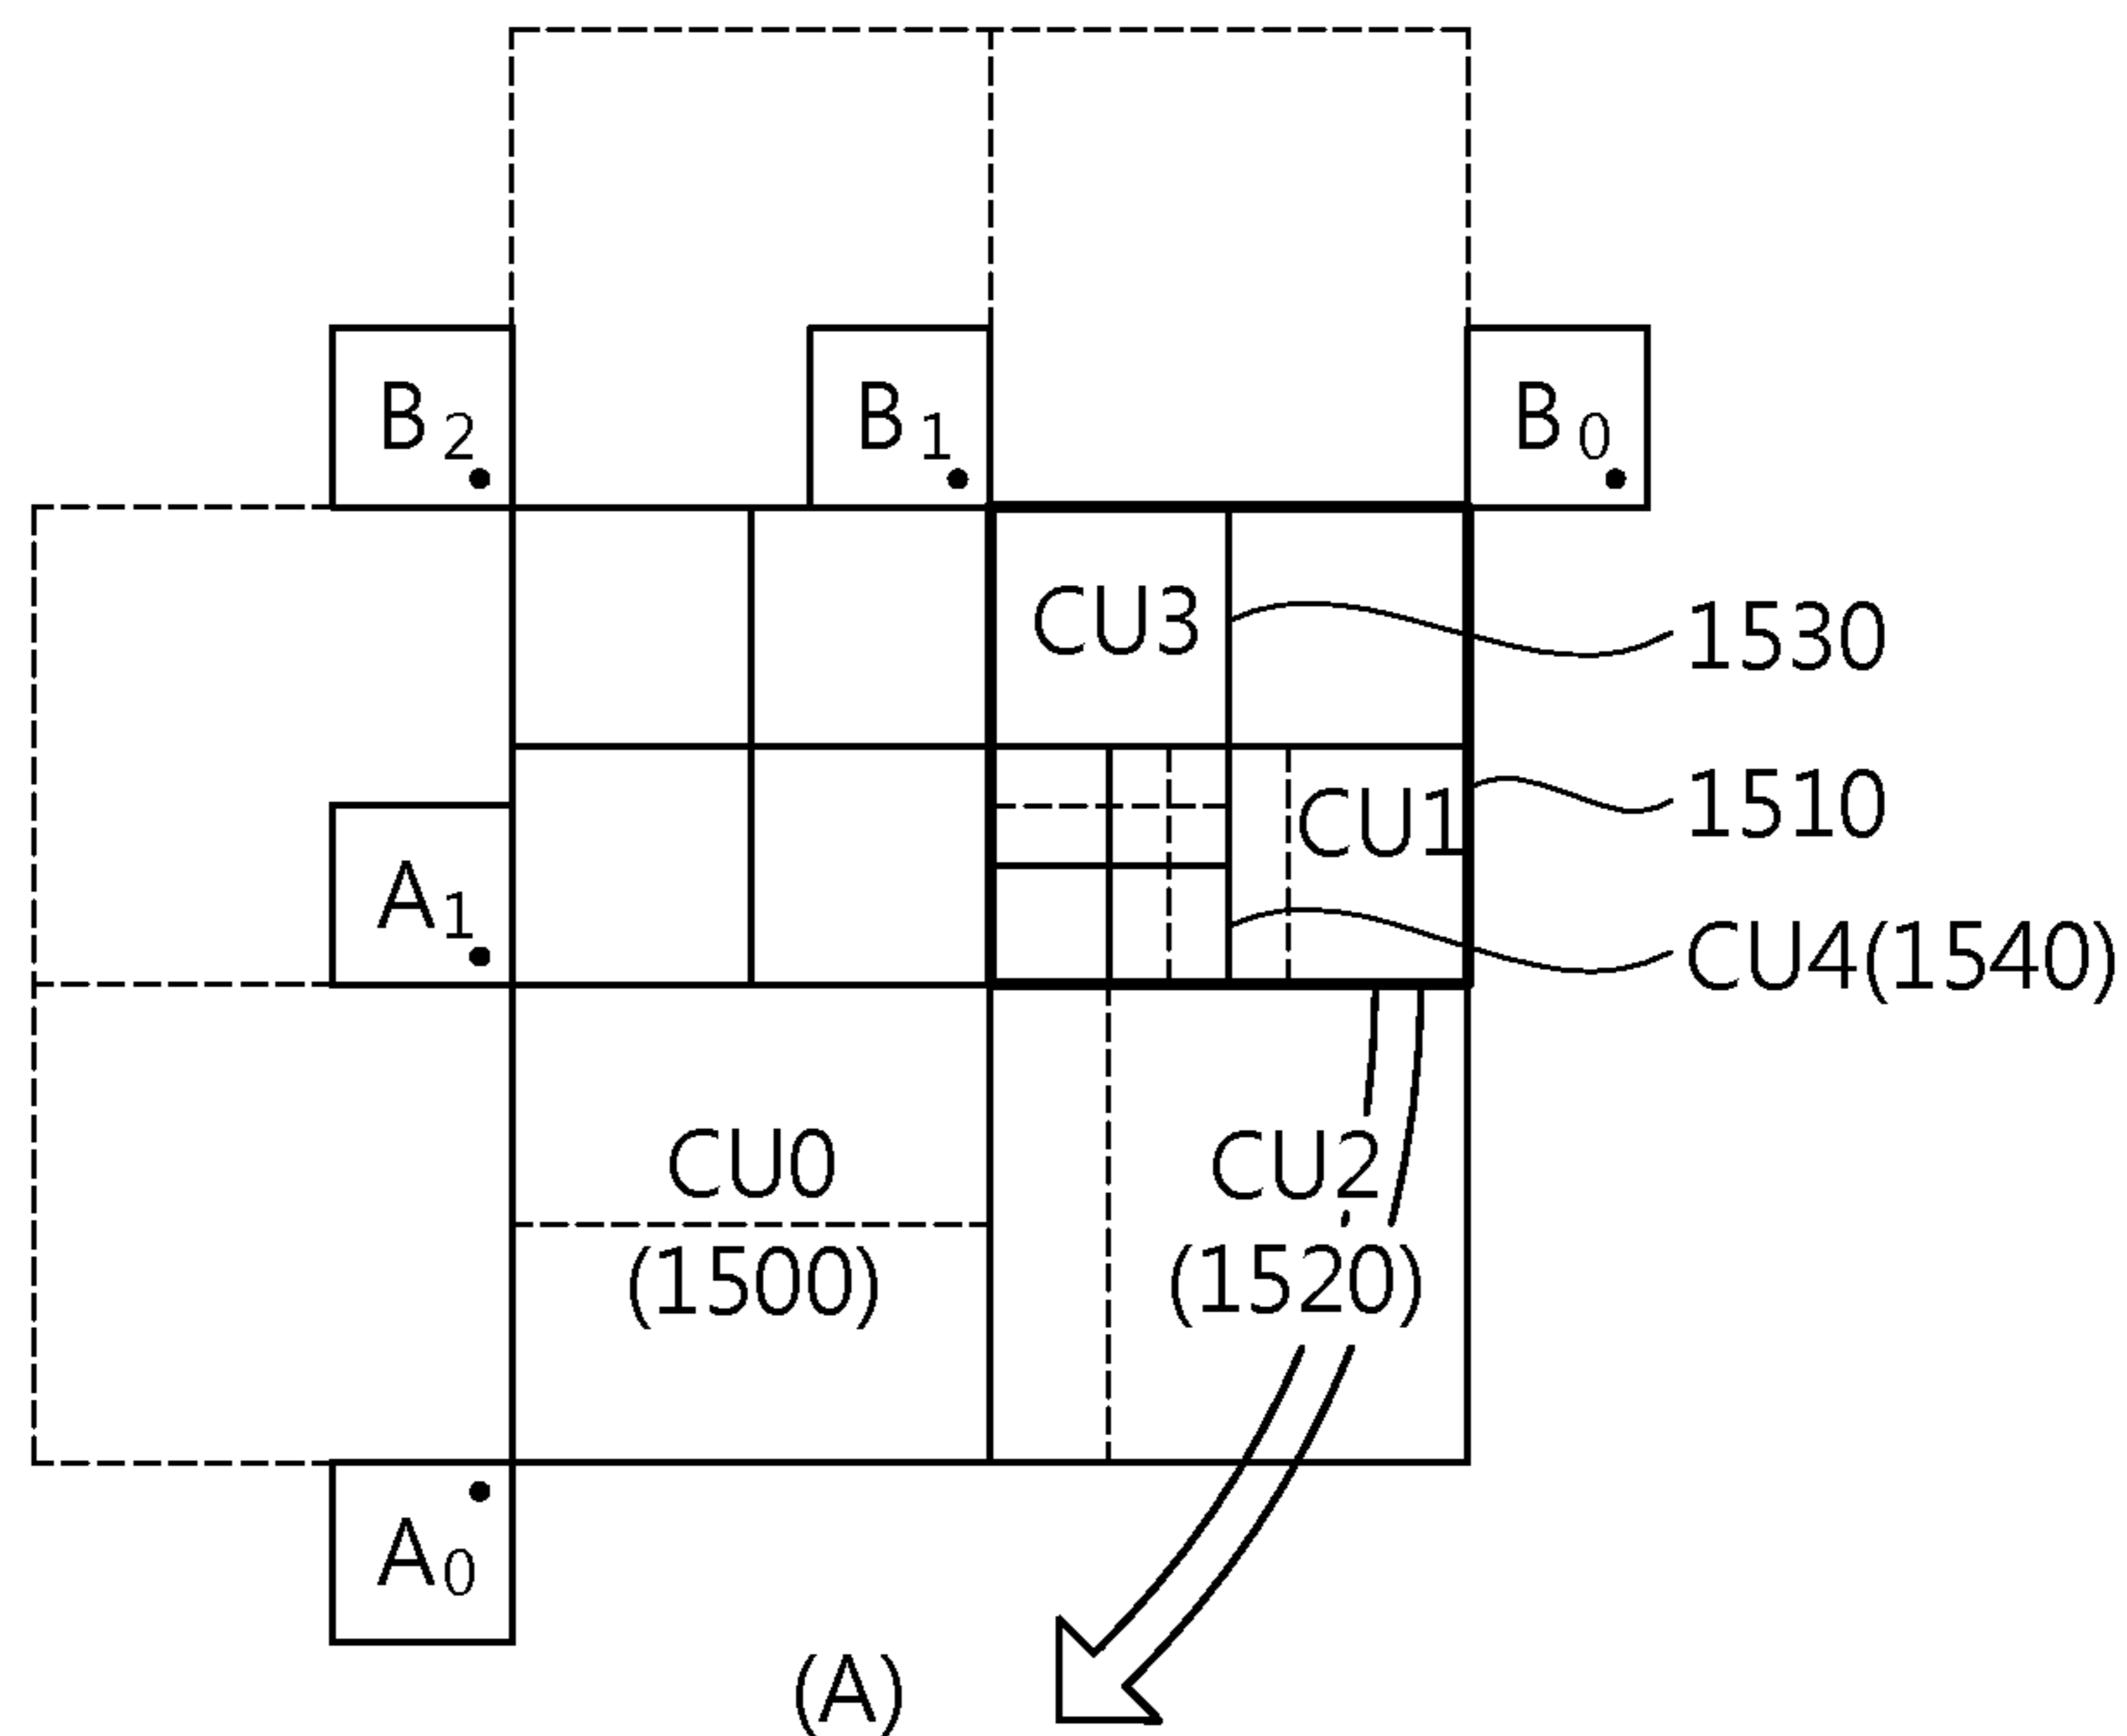 B2 B1 B0
CU3
1530
CU1
1510
A1
CU4(1540)
CU0
CU2
(1500)
(1520)
A0
(A)